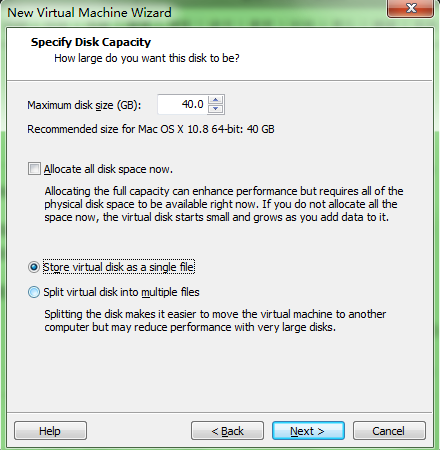 New Virtual Machine Wizard
Specify Disk Capacity
How large do you want this disk to be?
Maximum disk size (GB): 40.0
Recommended size for Mac OS X 10.8 64-bit: 40 GB
Allocate all disk space now.
Allocating the full capacity can enhance performance but requires all of the
physical disk space to be available right now. If you do not allocate all the
space now, the virtual disk starts small and grows as you add data to it.
Store virtual disk as a single file
Split virtual disk into multiple files
Splitting the disk makes it easier to move the virtual machine to another
computer but may reduce performance with very large disks.
Help < Back Next > Cancel